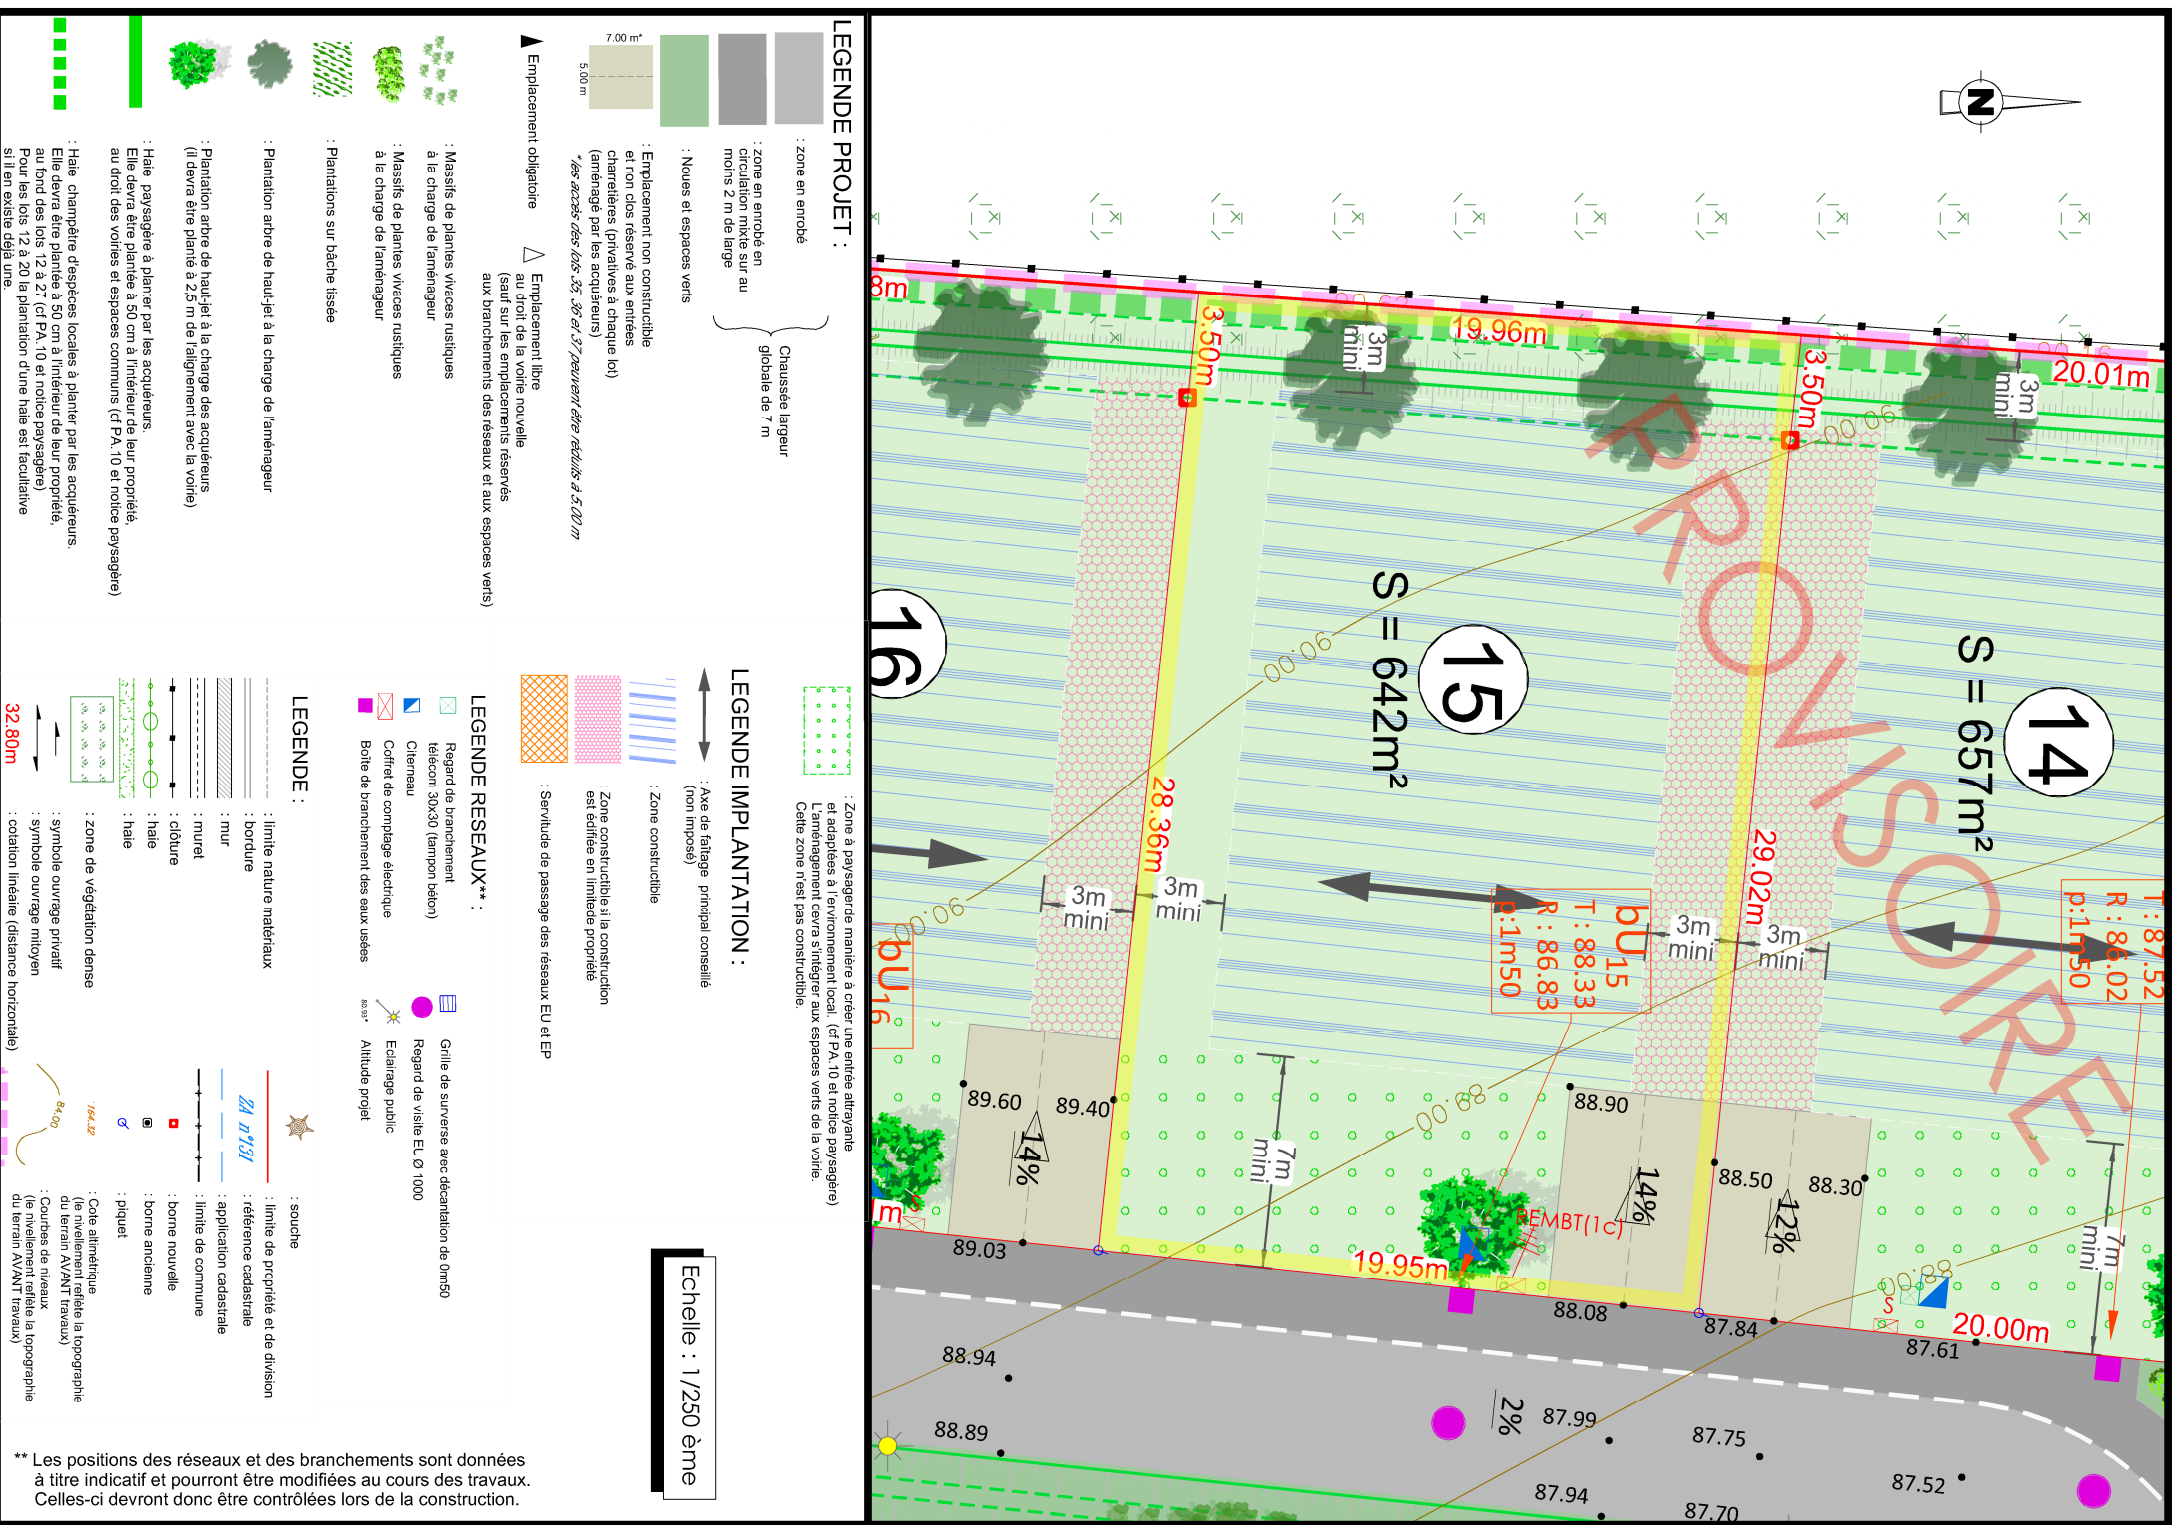 LEGENDE PROJET :
: zone en enrobé
: zone en enrobé en
circulation mixte sur au
moins 2 m de large
Chaussée largeur
globale de 7 m
: Noues et espaces verts
7.00 m*
5.00 m
: Emplacement non constructible
et non clos réservé aux entrées
charretières (privatives à chaque lot)
(aménagé par les acquéreurs)
* les accès des lots 35, 36 et 37 peuvent être réduits à 5,00 m
Emplacement obligatoire
Emplacement libre
au droit de la voirie nouvelle
(sauf sur les emplacements réservés
aux branchements des réseaux et aux espaces verts)
: Massifs de plantes vivaces rustiques
à la charge de l'aménageur
: Massifs de plantes vivaces rustiques
à la charge de l'aménageur
: Plantations sur bâche tissée
: Plantation arbre de haut-jet à la charge de l'aménageur
: Plantation arbre de haut-jet à la charge des acquéreurs
(il devra être planté à 2,5 m de l'alignement avec la voirie)
: Haie paysagère à planter par les acquéreurs.
Elle devra être plantée à 50 cm à l'intérieur de leur propriété,
au droit des voiries et espaces communs (cf PA.10 et notice paysagère)
: Haie champêtre d'espèces locales à planter par les acquéreurs.
Elle devra être plantée à 50 cm à l'intérieur de leur propriété,
au fond des lots 12 à 27 (cf PA.10 et notice paysagère)
Pour les lots 12 à 20 la plantation d'une haie est facultative
si il en existe déjà une.
: Zone à paysager de manière à créer une entrée attrayante
et adaptées à l'environnement local. (cf PA.10 et notice paysagère)
L'aménagement devra s'intégrer aux espaces verts de la voirie.
Cette zone n'est pas constructible.
LEGENDE IMPLANTATION :
: Axe de faîtage principal conseillé
(non imposé)
: Zone constructible
: Zone constructible si la construction
est édifiée en limite de propriété
: Servitude de passage des réseaux EU et EP
LEGENDE RESEAUX** :
Regard de branchement
télécom 30x30 (tampon béton)
Citerneau
Coffret de comptage électrique
Boîte de branchement des eaux usées
Grille de surverse avec décantation de 0m50
Regard de visite EU, Ø 1000
Eclairage public
80.93*
Altitude projet
LEGENDE :
: limite nature matériaux
: bordure
: mur
: muret
: clôture
: haie
: haie
: zone de végétation dense
: symbole ouvrage privatif
: symbole ouvrage mitoyen
32.80m
: cotation linéaire (distance horizontale)
: souche
: limite de propriété et de division
ZA n°131
: référence cadastrale
: application cadastrale
: limite de commune
: borne nouvelle
: borne ancienne
: piquet
164.32
: Cote altimétrique
(le nivellement reflète la topographie
du terrain AVANT travaux)
84.00
: Courbes de niveaux
(le nivellement reflète la topographie
du terrain AVANT travaux)
Echelle : 1/250 ème
** Les positions des réseaux et des branchements sont données
à titre indicatif et pourront être modifiées au cours des travaux.
Celles-ci devront donc être contrôlées lors de la construction.
N
8m
3.50m
19.96m
3m
mini
3.50m
3m
mini
20.01m
90.00
PROVISOIRE
16
15
S = 642m²
14
S = 657m²
90.00
90.00
28.36m
29.02m
3m
mini
3m
mini
3m
mini
3m
mini
bU16
bU15
T : 88.33
R : 86.83
p:1m50
T : 87.52
R : 86.02
p:1m50
89.60
89.40
14%
89.00
88.90
7m
mini
14%
88.50
88.30
12%
REMBT(1c)
7m
mini
88.00
1m
S
S
89.03
19.95m
88.08
87.84
20.00m
87.61
88.94
88.89
2%
87.99
87.75
87.52
87.94
87.70